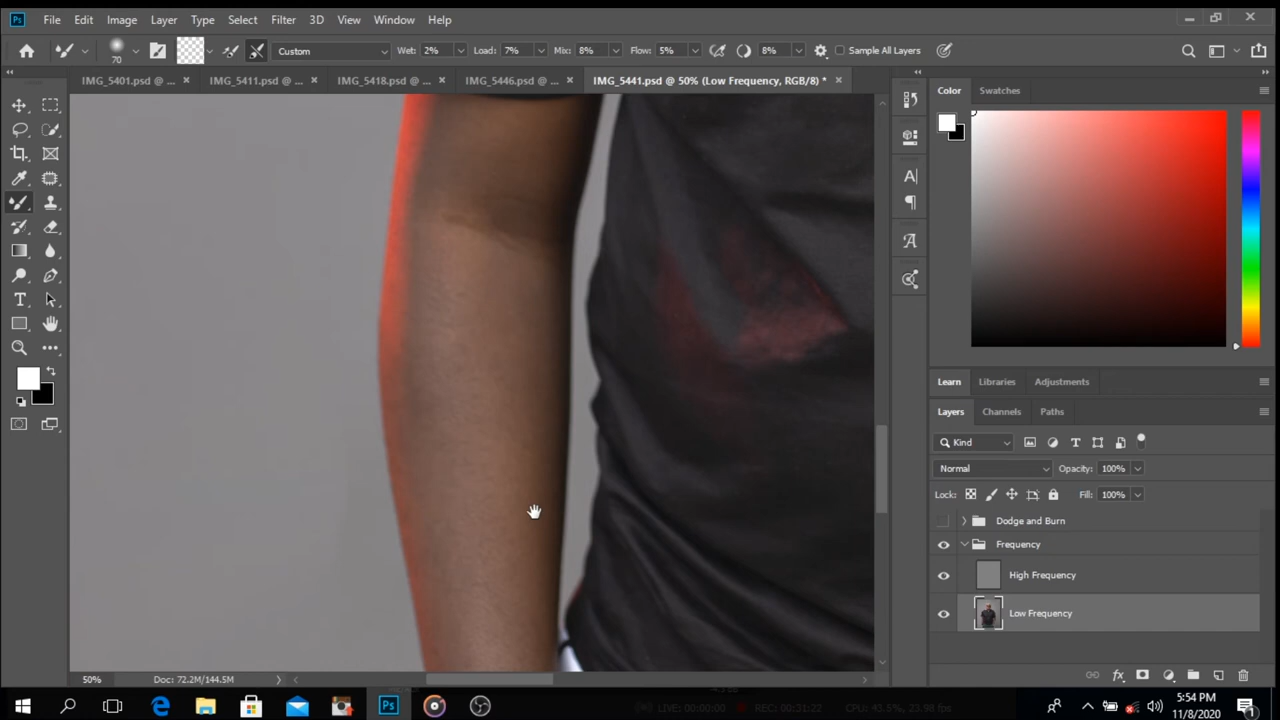 Ps File Edit Image Layer Type Select Filter 3D View Window Help
70 Custom Wet: 2% Load: 7% Mix: 8% Flow: 5% 8% Sample All Layers
IMG_5401.psd @ ... × IMG_5411.psd @ ... × IMG_5418.psd @ ... × IMG_5446.psd @ ... × IMG_5441.psd @ 50% (Low Frequency, RGB/8) * ×
Color Swatches
Learn Libraries Adjustments
Layers Channels Paths
Kind
Normal Opacity: 100%
Lock: Fill: 100%
Dodge and Burn
Frequency
High Frequency
Low Frequency
50% Doc: 72.2M/144.5M
LIVE: 00:00:00 REC: 00:31:22 CPU: 43.5%, 23.98 fps
5:54 PM
11/8/2020
1